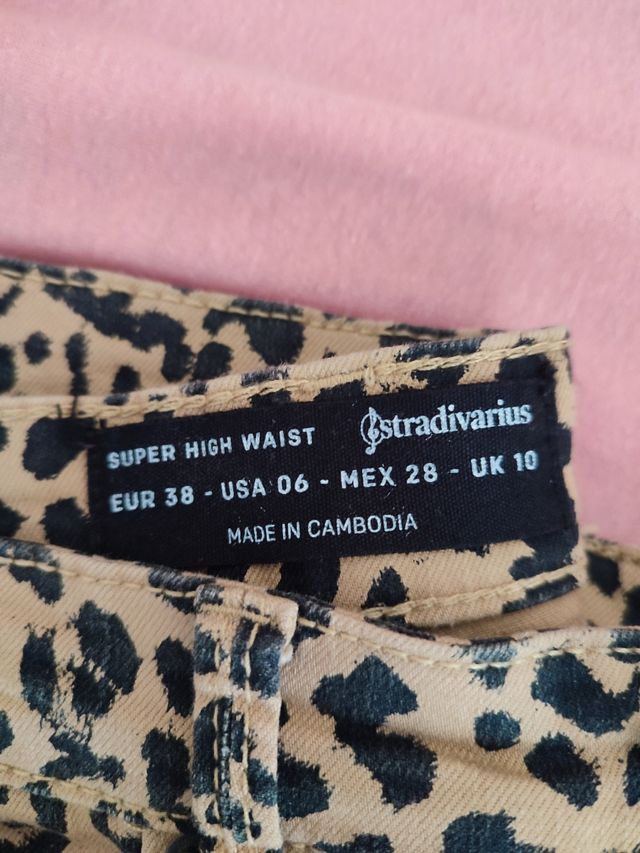 SUPER HIGH WAIST stradivarius
EUR 38 - USA 06 - MEX 28 - UK 10
MADE IN CAMBODIA